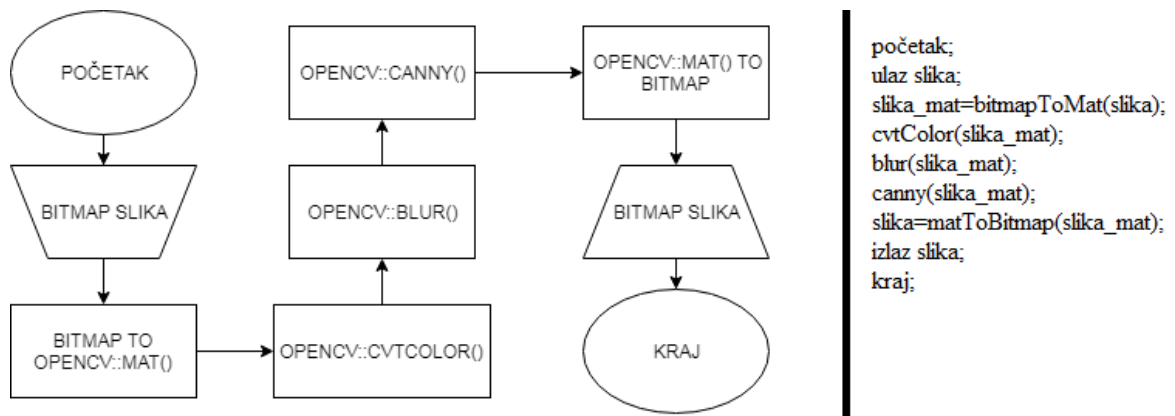 POČETAK
BITMAP SLIKA
BITMAP TO
OPENCV::MAT()
OPENCV::CVTCOLOR()
OPENCV::BLUR()
OPENCV::CANNY()
OPENCV::MAT() TO
BITMAP
BITMAP SLIKA
KRAJ
početak;
ulaz slika;
slika_mat=bitmapToMat(slika);
cvtColor(slika_mat);
blur(slika_mat);
canny(slika_mat);
slika=matToBitmap(slika_mat);
izlaz slika;
kraj;